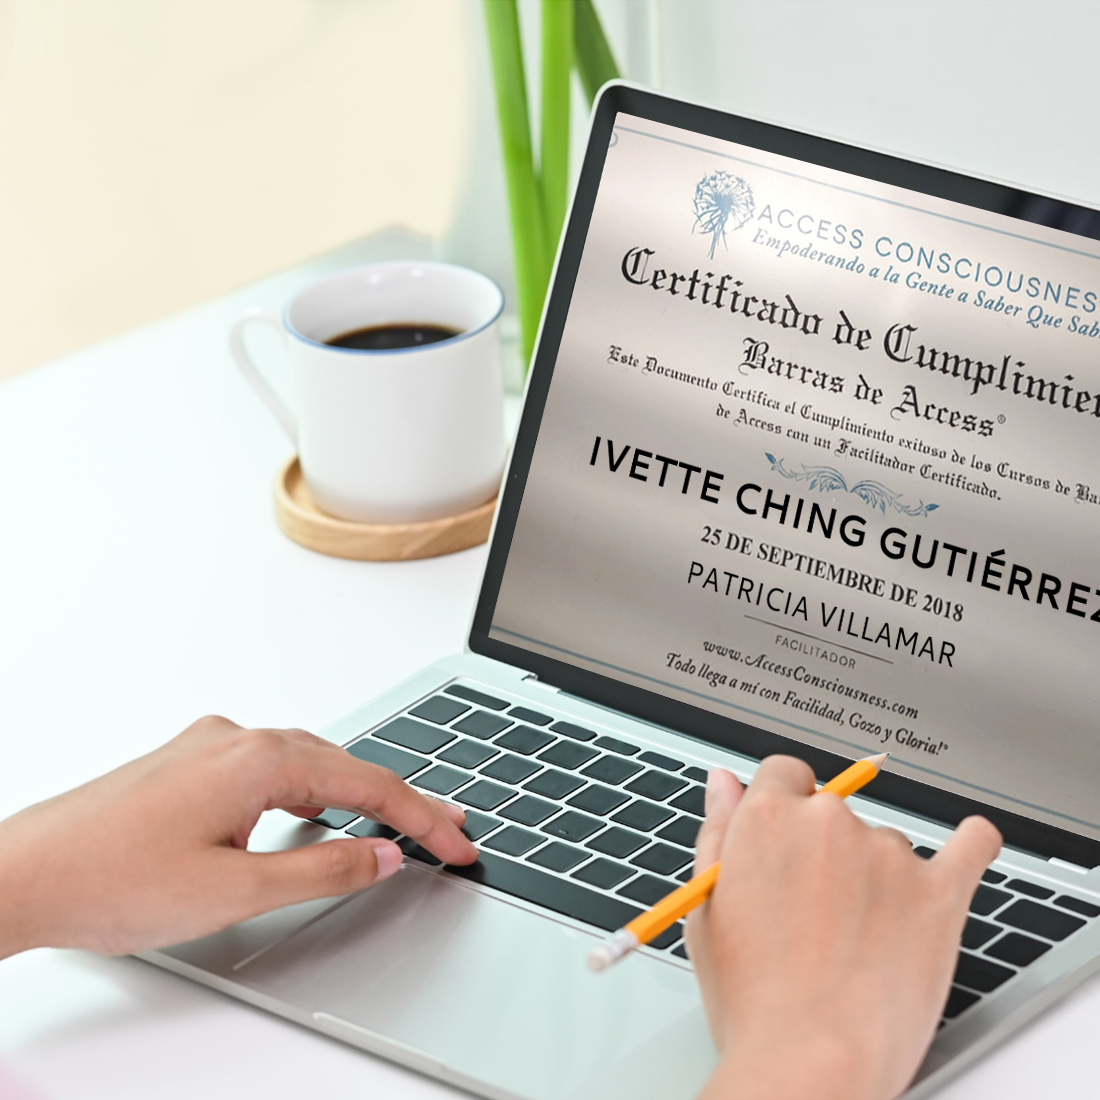 ACCESS CONSCIOUSNES
Empoderando a la Gente a Saber Que Sab
Certificado de Cumplimien
Barras de Access®
Este Documento Certifica el Cumplimiento exitoso de los Cursos de Ba
de Access con un Facilitador Certificado.
IVETTE CHING GUTIÉRREZ
25 DE SEPTIEMBRE DE 2018
PATRICIA VILLAMAR
FACILITADOR
www.AccessConsciousness.com
Todo llega a mí con Facilidad, Gozo y Gloria!®